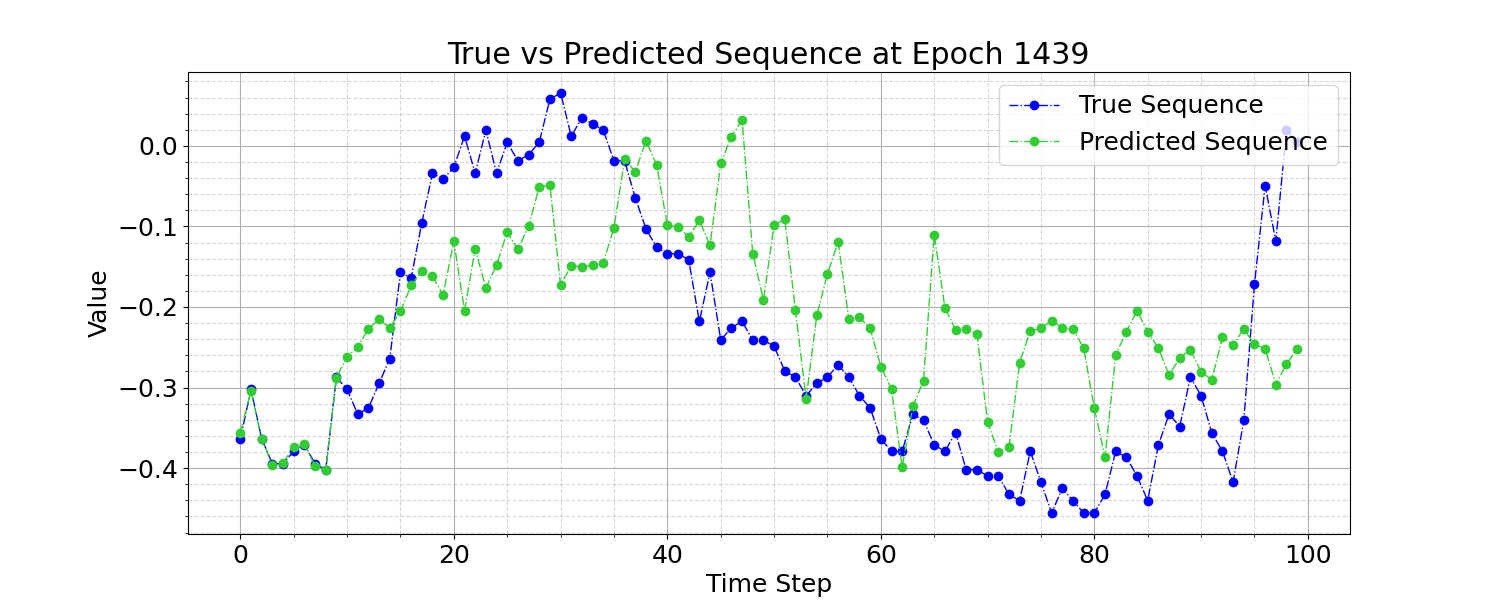 True vs Predicted Sequence at Epoch 1439
True Sequence
Predicted Sequence
Value
0.0
−0.1
−0.2
−0.3
−0.4
0 20 40 60 80 100
Time Step